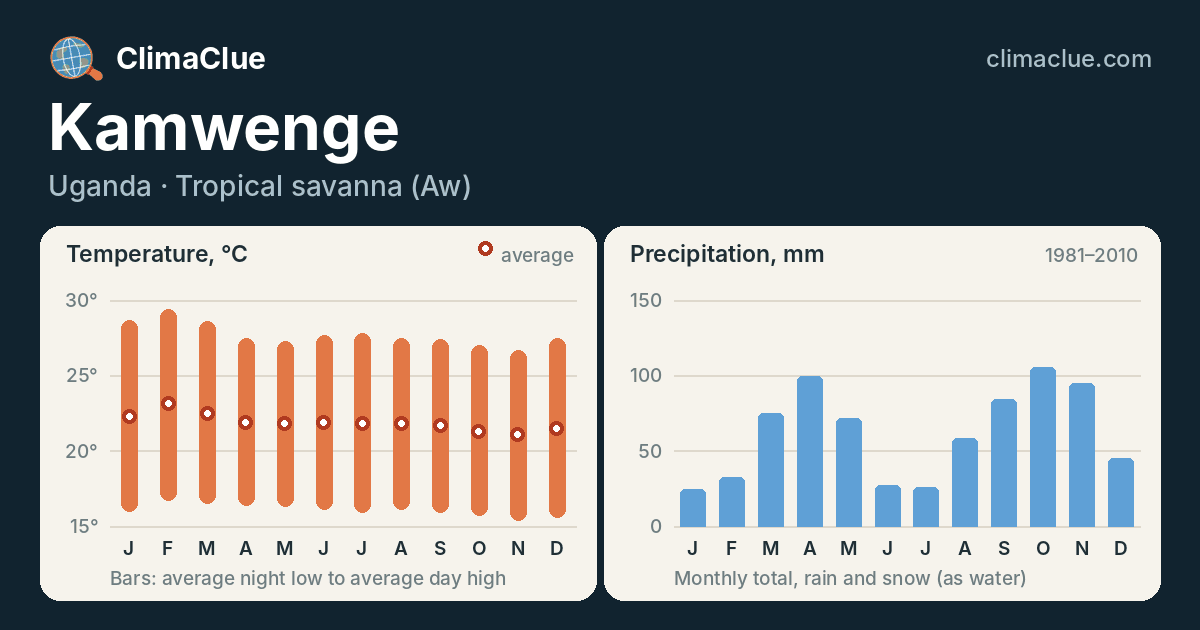 ClimaClue
climaclue.com
Kamwenge
Uganda · Tropical savanna (Aw)
Temperature, °C
average
30°
25°
20°
15°
J F M A M J J A S O N D
Bars: average night low to average day high
Precipitation, mm
1981–2010
150
100
50
0
J F M A M J J A S O N D
Monthly total, rain and snow (as water)